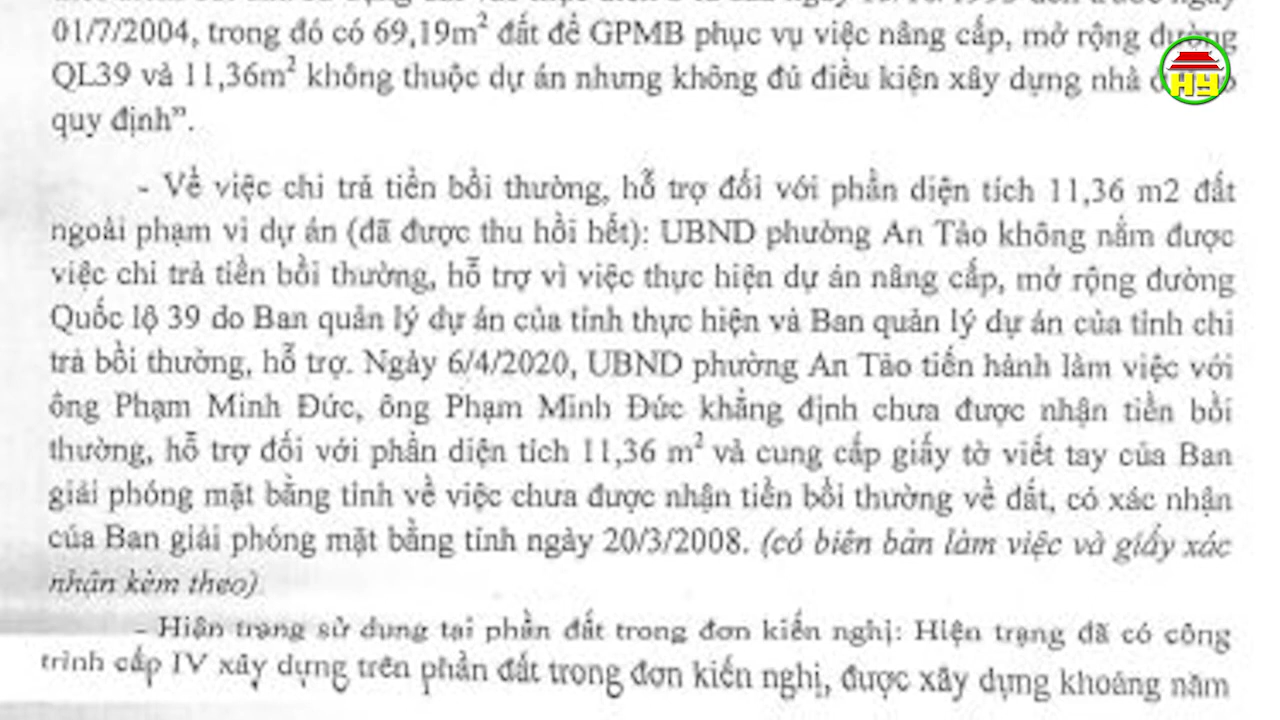 01/7/2004, trong đó có 69,19m² đất để GPMB phục vụ việc nâng cấp, mở rộng đường
QL39 và 11,36m² không thuộc dự án nhưng không đủ điều kiện xây dựng nhà ở
quy định”.
- Về việc chi trả tiền bồi thường, hỗ trợ đối với phần diện tích 11,36 m2 đất
ngoài phạm vi dự án (đã được thu hồi hết): UBND phường An Tảo không nắm được
việc chi trả tiền bồi thường, hỗ trợ vì việc thực hiện dự án nâng cấp, mở rộng đường
Quốc lộ 39 do Ban quản lý dự án của tỉnh thực hiện và Ban quản lý dự án của tỉnh chi
trả bồi thường, hỗ trợ. Ngày 6/4/2020, UBND phường An Tảo tiến hành làm việc với
ông Phạm Minh Đức, ông Phạm Minh Đức khẳng định chưa được nhận tiền bồi
thường, hỗ trợ đối với phần diện tích 11,36 m² và cung cấp giấy tờ viết tay của Ban
giải phóng mặt bằng tỉnh về việc chưa được nhận tiền bồi thường về đất, có xác nhận
của Ban giải phóng mặt bằng tỉnh ngày 20/3/2008. (có biên bản làm việc và giấy xác
nhận kèm theo)
- Hiện trạng sử dụng tại phần đất trong đơn kiến nghị: Hiện trạng đã có công
trình cấp IV xây dựng trên phần đất trong đơn kiến nghị, được xây dựng khoảng năm
HY